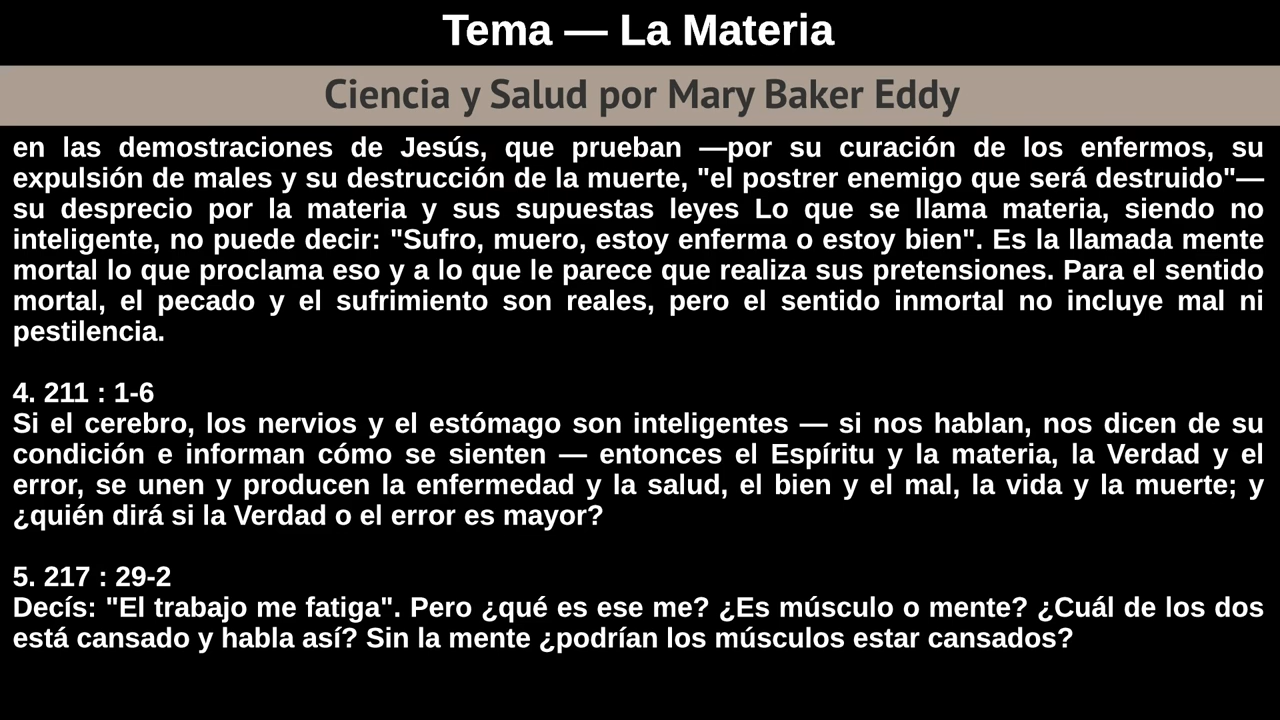 Tema — La Materia
Ciencia y Salud por Mary Baker Eddy
en las demostraciones de Jesús, que prueban —por su curación de los enfermos, su
expulsión de males y su destrucción de la muerte, "el postrer enemigo que será destruido"—
su desprecio por la materia y sus supuestas leyes Lo que se llama materia, siendo no
inteligente, no puede decir: "Sufro, muero, estoy enferma o estoy bien". Es la llamada mente
mortal lo que proclama eso y a lo que le parece que realiza sus pretensiones. Para el sentido
mortal, el pecado y el sufrimiento son reales, pero el sentido inmortal no incluye mal ni
pestilencia.
4. 211 : 1-6
Si el cerebro, los nervios y el estómago son inteligentes — si nos hablan, nos dicen de su
condición e informan cómo se sienten — entonces el Espíritu y la materia, la Verdad y el
error, se unen y producen la enfermedad y la salud, el bien y el mal, la vida y la muerte; y
¿quién dirá si la Verdad o el error es mayor?
5. 217 : 29-2
Decís: "El trabajo me fatiga". Pero ¿qué es ese me? ¿Es músculo o mente? ¿Cuál de los dos
está cansado y habla así? Sin la mente ¿podrían los músculos estar cansados?